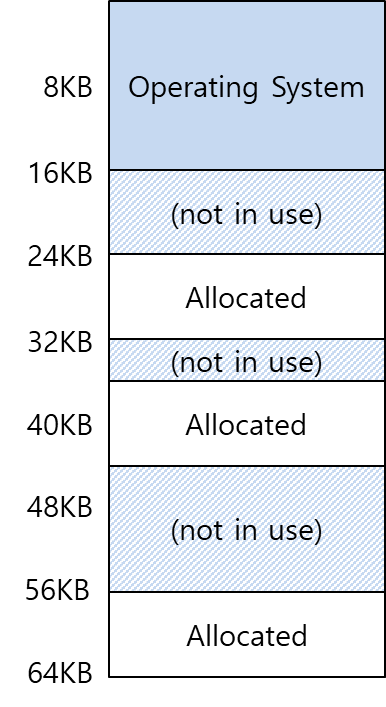 8KB
Operating System
16KB
(not in use)
24KB
Allocated
32KB
(not in use)
40KB
Allocated
48KB
(not in use)
56KB
Allocated
64KB